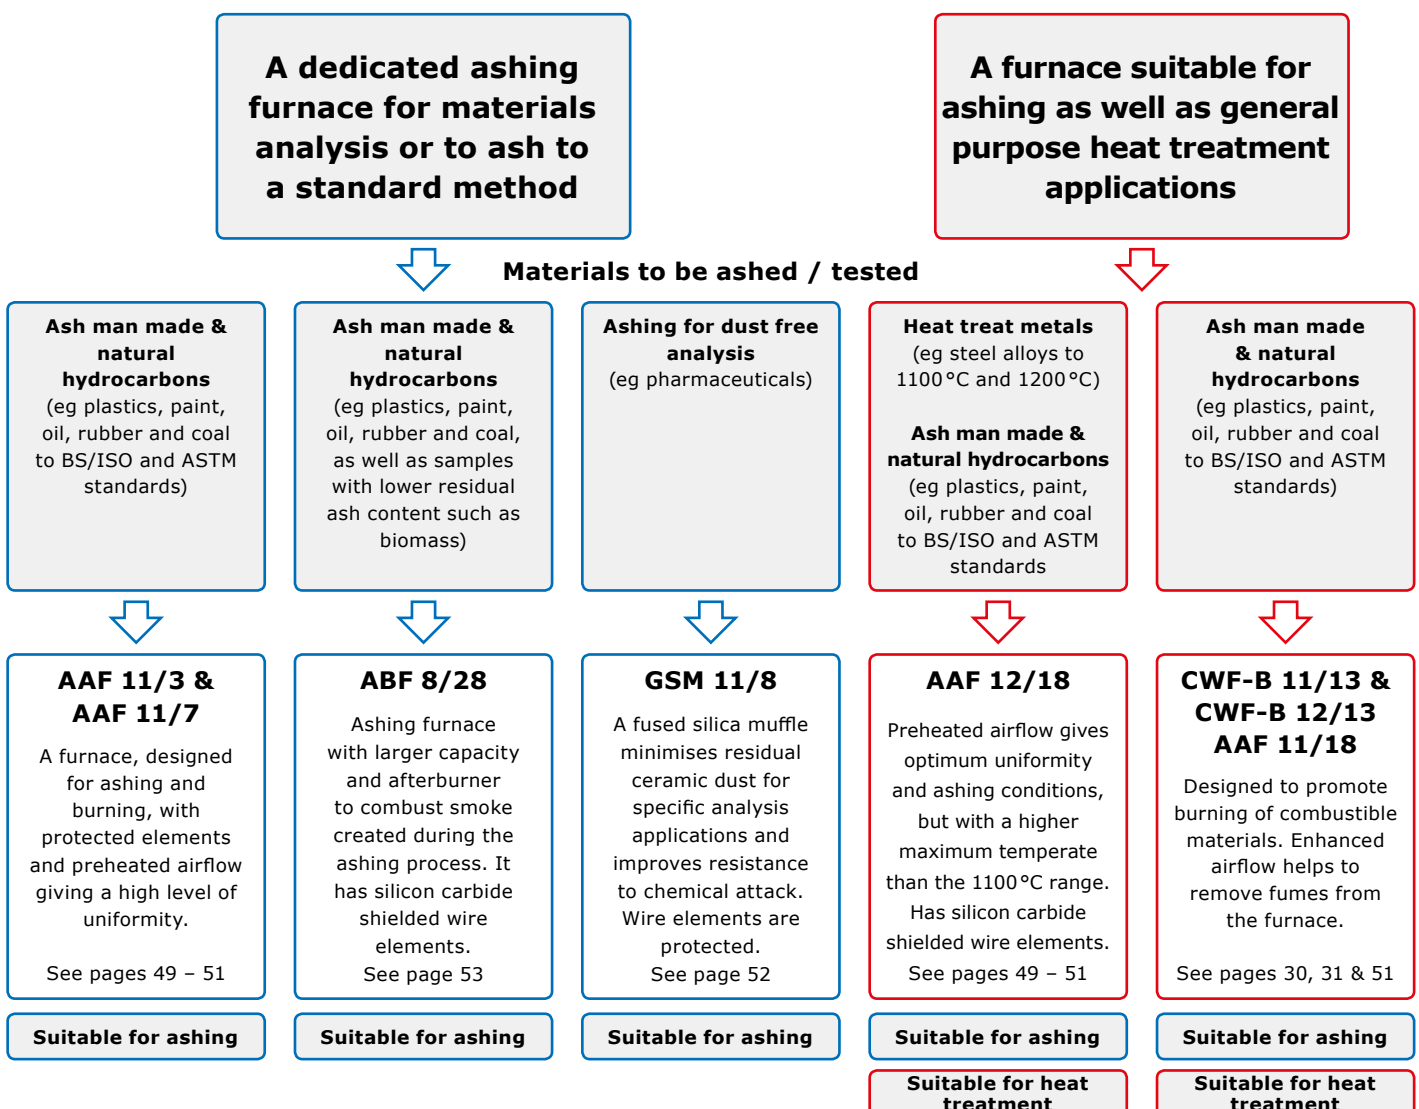 A dedicated ashing
furnace for materials
analysis or to ash to
a standard method
A furnace suitable for
ashing as well as general
purpose heat treatment
applications
Materials to be ashed / tested
Ash man made &
natural
hydrocarbons
(eg plastics, paint,
oil, rubber and coal
to BS/ISO and ASTM
standards)
Ash man made &
natural
hydrocarbons
(eg plastics, paint,
oil, rubber and coal,
as well as samples
with lower residual
ash content such as
biomass)
Ashing for dust free
analysis
(eg pharmaceuticals)
Heat treat metals
(eg steel alloys to
1100 °C and 1200 °C)
Ash man made &
natural hydrocarbons
(eg plastics, paint,
oil, rubber and coal
to BS/ISO and ASTM
standards
Ash man made
& natural
hydrocarbons
(eg plastics, paint,
oil, rubber and coal
to BS/ISO and ASTM
standards)
AAF 11/3 &
AAF 11/7
A furnace, designed
for ashing and
burning, with
protected elements
and preheated airflow
giving a high level of
uniformity.
See pages 49 – 51
ABF 8/28
Ashing furnace
with larger capacity
and afterburner
to combust smoke
created during the
ashing process. It
has silicon carbide
shielded wire
elements.
See page 53
GSM 11/8
A fused silica muffle
minimises residual
ceramic dust for
specific analysis
applications and
improves resistance
to chemical attack.
Wire elements are
protected.
See page 52
AAF 12/18
Preheated airflow gives
optimum uniformity
and ashing conditions,
but with a higher
maximum temperate
than the 1100 °C range.
Has silicon carbide
shielded wire elements.
See pages 49 – 51
CWF-B 11/13 &
CWF-B 12/13
AAF 11/18
Designed to promote
burning of combustible
materials. Enhanced
airflow helps to
remove fumes from
the furnace.
See pages 30, 31 & 51
Suitable for ashing
Suitable for ashing
Suitable for ashing
Suitable for ashing
Suitable for ashing
Suitable for heat
treatment
Suitable for heat
treatment